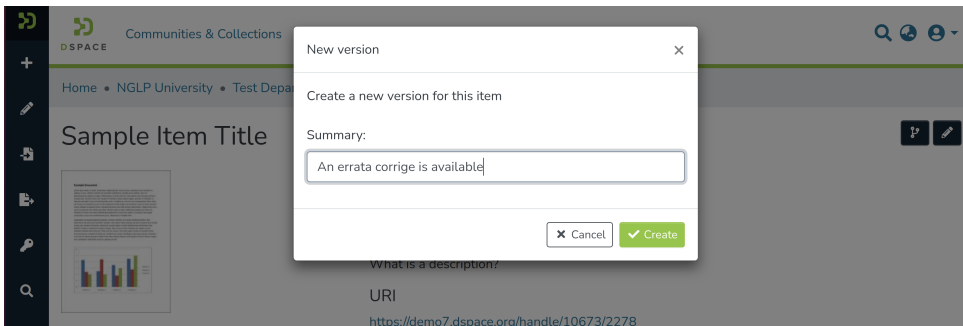 DSPACE
Communities & Collections
New version
Home • NGLP University • Test Depar
Create a new version for this item
Sample Item Title
Summary:
An errata corrige is available
Cancel
Create
What is a description?
URI
https://demo7.dspace.org/handle/10673/2278